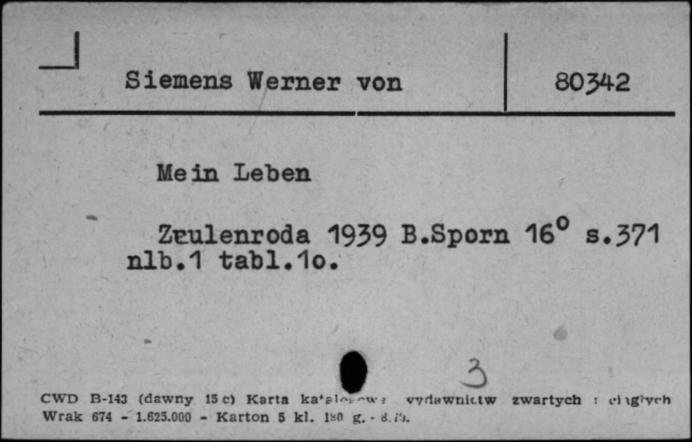 Siemens Werner von 80342
Mein Leben
Zeulenroda 1939 B.Sporn 16° s.371
nlb.1 tabl.1o.
3
CWD B-143 (dawny 15 c) Karta wydawnictw zwartych i
Wrak 674 - 1.625.000 - Karton 5 kl. 180 g. -